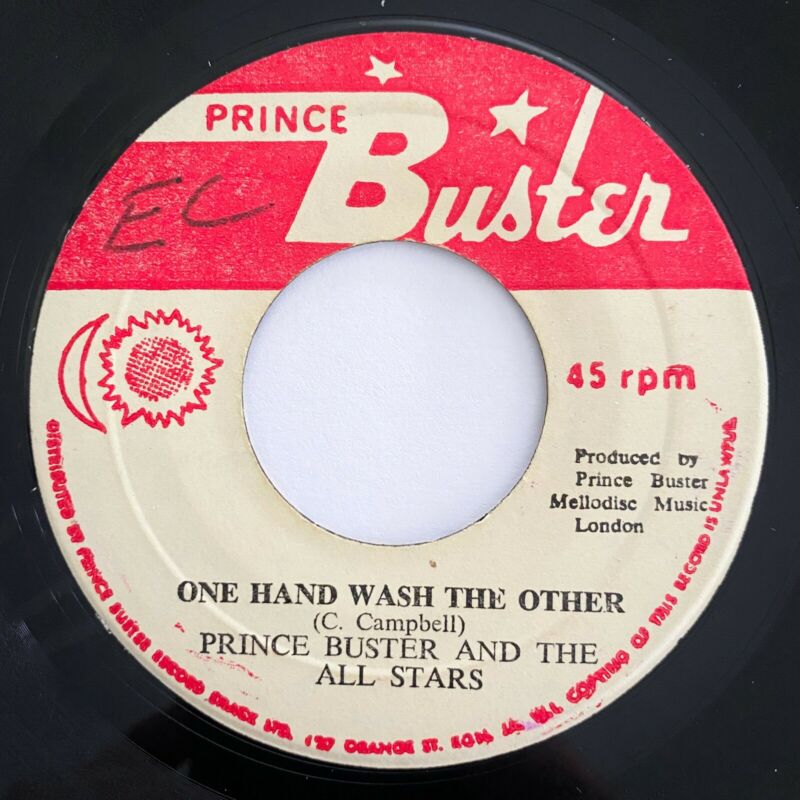 PRINCE
Buster
EC
45 rpm
Produced by
Prince Buster
Mellodisc Music
London
ONE HAND WASH THE OTHER
(C. Campbell)
PRINCE BUSTER AND THE
ALL STARS
DISTRIBUTED BY PRINCE BUSTER RECORD SHACK LTD. 127 ORANGE ST. KGN. JA. ALL COPYING OF THIS RECORD IS UNLAWFUL